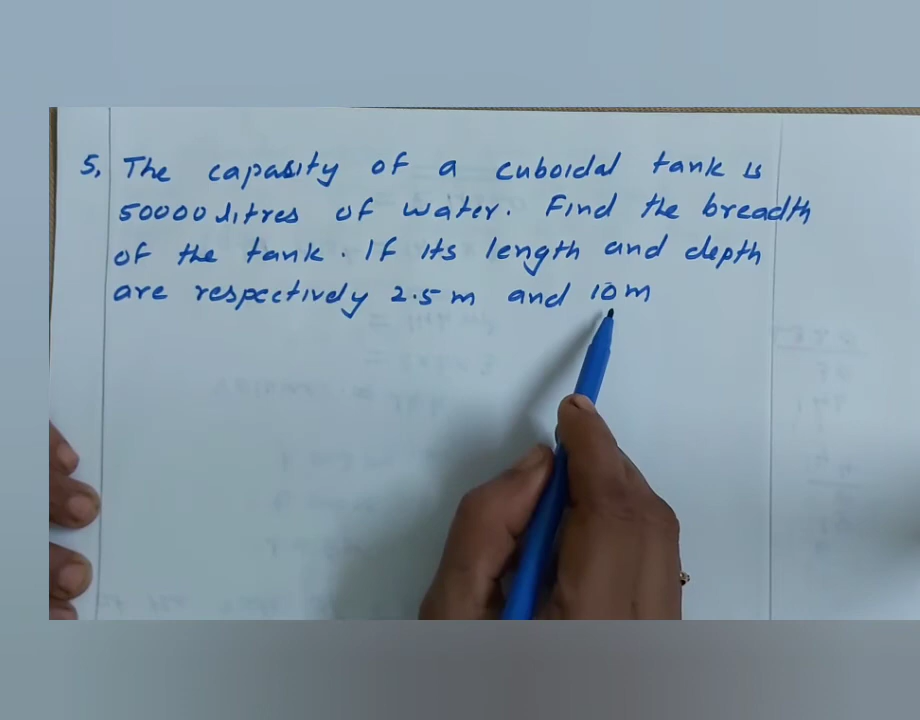 5, The capasity of a cuboidal tank is
50000 litres of water. Find the breadth
of the tank. If its length and depth
are respectively 2.5 m and 10 m